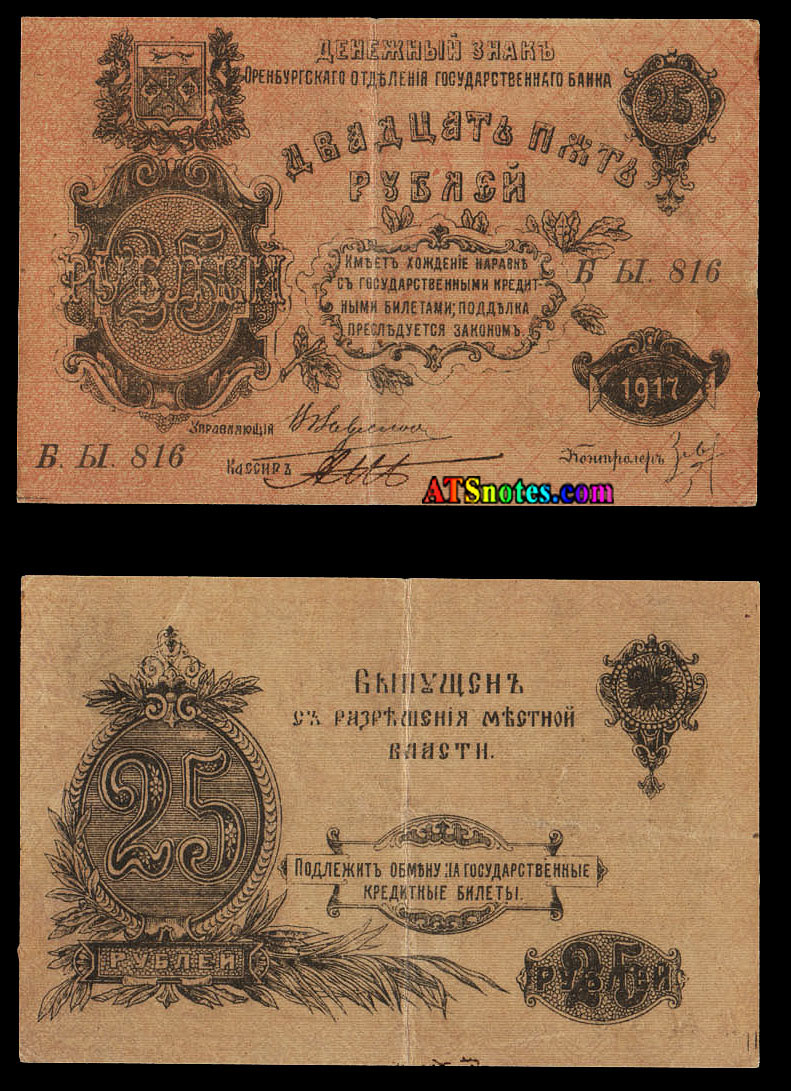 ДЕНЕЖНЫЙ ЗНАКЪ
ОРЕНБУРГСКАГО ОТДѢЛЕНІЯ ГОСУДАРСТВЕННАГО БАНКА
25
ДВАДЦАТЬ ПЯТЬ
РУБЛЕЙ
25
РУБЛЕЙ
ИМѢЕТЪ ХОЖДЕНІЕ НАРАВНѢ
СЪ ГОСУДАРСТВЕННЫМИ КРЕДИТ-
НЫМИ БИЛЕТАМИ; ПОДДѢЛКА
ПРЕСЛѢДУЕТСЯ ЗАКОНОМЪ.
Б Ы. 816
1917
УПРАВЛЯЮЩІЙ
Б. Ы. 816
КАССИРЪ
Контролеръ
ATSnotes.com
ВЫПУЩЕНЪ
СЪ РАЗРѢШЕНІЯ МѢСТНОЙ
ВЛАСТИ.
25
25
РУБЛЕЙ
ПОДЛЕЖИТЪ ОБМѢНУ НА ГОСУДАРСТВЕННЫЕ
КРЕДИТНЫЕ БИЛЕТЫ.
25
РУБЛЕЙ